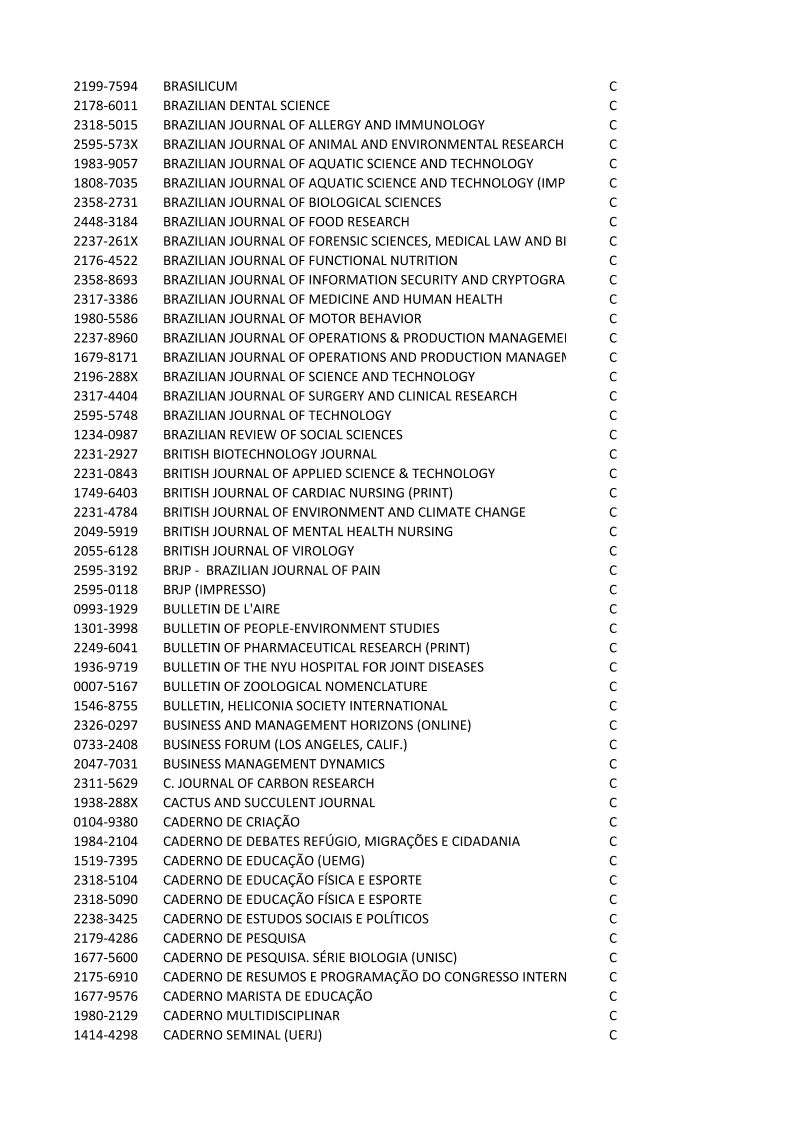 2199-7594 BRASILICUM C
2178-6011 BRAZILIAN DENTAL SCIENCE C
2318-5015 BRAZILIAN JOURNAL OF ALLERGY AND IMMUNOLOGY C
2595-573X BRAZILIAN JOURNAL OF ANIMAL AND ENVIRONMENTAL RESEARCH C
1983-9057 BRAZILIAN JOURNAL OF AQUATIC SCIENCE AND TECHNOLOGY C
1808-7035 BRAZILIAN JOURNAL OF AQUATIC SCIENCE AND TECHNOLOGY (IMP C
2358-2731 BRAZILIAN JOURNAL OF BIOLOGICAL SCIENCES C
2448-3184 BRAZILIAN JOURNAL OF FOOD RESEARCH C
2237-261X BRAZILIAN JOURNAL OF FORENSIC SCIENCES, MEDICAL LAW AND BI C
2176-4522 BRAZILIAN JOURNAL OF FUNCTIONAL NUTRITION C
2358-8693 BRAZILIAN JOURNAL OF INFORMATION SECURITY AND CRYPTOGRA C
2317-3386 BRAZILIAN JOURNAL OF MEDICINE AND HUMAN HEALTH C
1980-5586 BRAZILIAN JOURNAL OF MOTOR BEHAVIOR C
2237-8960 BRAZILIAN JOURNAL OF OPERATIONS & PRODUCTION MANAGEME C
1679-8171 BRAZILIAN JOURNAL OF OPERATIONS AND PRODUCTION MANAGE C
2196-288X BRAZILIAN JOURNAL OF SCIENCE AND TECHNOLOGY C
2317-4404 BRAZILIAN JOURNAL OF SURGERY AND CLINICAL RESEARCH C
2595-5748 BRAZILIAN JOURNAL OF TECHNOLOGY C
1234-0987 BRAZILIAN REVIEW OF SOCIAL SCIENCES C
2231-2927 BRITISH BIOTECHNOLOGY JOURNAL C
2231-0843 BRITISH JOURNAL OF APPLIED SCIENCE & TECHNOLOGY C
1749-6403 BRITISH JOURNAL OF CARDIAC NURSING (PRINT) C
2231-4784 BRITISH JOURNAL OF ENVIRONMENT AND CLIMATE CHANGE C
2049-5919 BRITISH JOURNAL OF MENTAL HEALTH NURSING C
2055-6128 BRITISH JOURNAL OF VIROLOGY C
2595-3192 BRJP - BRAZILIAN JOURNAL OF PAIN C
2595-0118 BRJP (IMPRESSO) C
0993-1929 BULLETIN DE L'AIRE C
1301-3998 BULLETIN OF PEOPLE-ENVIRONMENT STUDIES C
2249-6041 BULLETIN OF PHARMACEUTICAL RESEARCH (PRINT) C
1936-9719 BULLETIN OF THE NYU HOSPITAL FOR JOINT DISEASES C
0007-5167 BULLETIN OF ZOOLOGICAL NOMENCLATURE C
1546-8755 BULLETIN, HELICONIA SOCIETY INTERNATIONAL C
2326-0297 BUSINESS AND MANAGEMENT HORIZONS (ONLINE) C
0733-2408 BUSINESS FORUM (LOS ANGELES, CALIF.) C
2047-7031 BUSINESS MANAGEMENT DYNAMICS C
2311-5629 C. JOURNAL OF CARBON RESEARCH C
1938-288X CACTUS AND SUCCULENT JOURNAL C
0104-9380 CADERNO DE CRIAÇÃO C
1984-2104 CADERNO DE DEBATES REFÚGIO, MIGRAÇÕES E CIDADANIA C
1519-7395 CADERNO DE EDUCAÇÃO (UEMG) C
2318-5104 CADERNO DE EDUCAÇÃO FÍSICA E ESPORTE C
2318-5090 CADERNO DE EDUCAÇÃO FÍSICA E ESPORTE C
2238-3425 CADERNO DE ESTUDOS SOCIAIS E POLÍTICOS C
2179-4286 CADERNO DE PESQUISA C
1677-5600 CADERNO DE PESQUISA. SÉRIE BIOLOGIA (UNISC) C
2175-6910 CADERNO DE RESUMOS E PROGRAMAÇÃO DO CONGRESSO INTERN C
1677-9576 CADERNO MARISTA DE EDUCAÇÃO C
1980-2129 CADERNO MULTIDISCIPLINAR C
1414-4298 CADERNO SEMINAL (UERJ) C